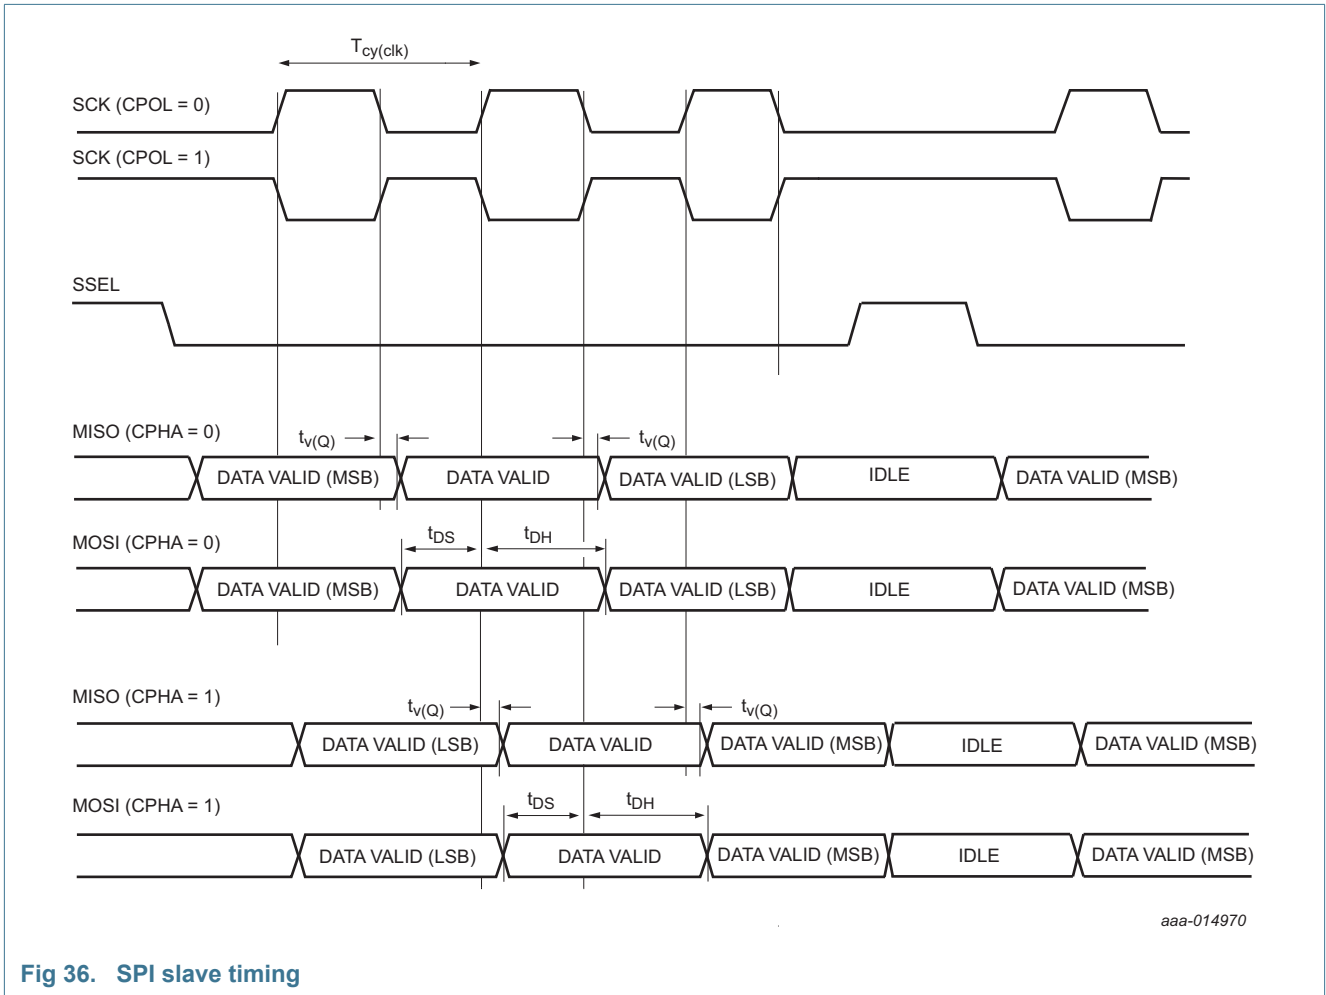 Tcy(clk)
SCK (CPOL = 0)
SCK (CPOL = 1)
SSEL
MISO (CPHA = 0)
tv(Q)
tv(Q)
DATA VALID (MSB)
DATA VALID
DATA VALID (LSB)
IDLE
DATA VALID (MSB)
MOSI (CPHA = 0)
tDS
tDH
DATA VALID (MSB)
DATA VALID
DATA VALID (LSB)
IDLE
DATA VALID (MSB)
MISO (CPHA = 1)
tv(Q)
tv(Q)
DATA VALID (LSB)
DATA VALID
DATA VALID (MSB)
IDLE
DATA VALID (MSB)
MOSI (CPHA = 1)
tDS
tDH
DATA VALID (LSB)
DATA VALID
DATA VALID (MSB)
IDLE
DATA VALID (MSB)
aaa-014970
Fig 36. SPI slave timing